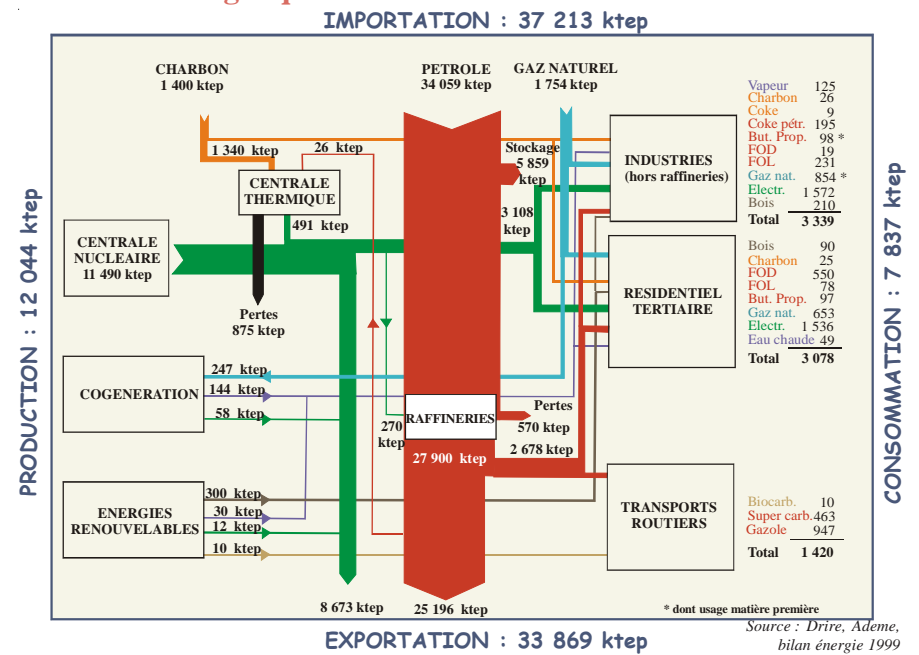 IMPORTATION : 37 213 ktep
CHARBON
1 400 ktep
PETROLE
34 059 ktep
GAZ NATUREL
1 754 ktep
1 340 ktep
26 ktep
CENTRALE
THERMIQUE
491 ktep
Stockage
5 859
ktep
3 108
ktep
CENTRALE
NUCLEAIRE
11 490 ktep
Pertes
875 ktep
COGENERATION
247 ktep
144 ktep
58 ktep
270
ktep
RAFFINERIES
Pertes
570 ktep
27 900 ktep
2 678 ktep
ENERGIES
RENOUVELABLES
300 ktep
30 ktep
12 ktep
10 ktep
8 673 ktep
25 196 ktep
INDUSTRIES
(hors raffineries)
Vapeur 125
Charbon 26
Coke 9
Coke pétr. 195
But. Prop. 98 *
FOD 19
FOL 231
Gaz nat. 854 *
Electr. 1 572
Bois 210
Total 3 339
RESIDENTIEL
TERTIAIRE
Bois 90
Charbon 25
FOD 550
FOL 78
But. Prop. 97
Gaz nat. 653
Electr. 1 536
Eau chaude 49
Total 3 078
TRANSPORTS
ROUTIERS
Biocarb. 10
Super carb. 463
Gazole 947
Total 1 420
* dont usage matière première
PRODUCTION : 12 044 ktep
CONSOMMATION : 7 837 ktep
EXPORTATION : 33 869 ktep
Source : Drire, Ademe,
bilan énergie 1999